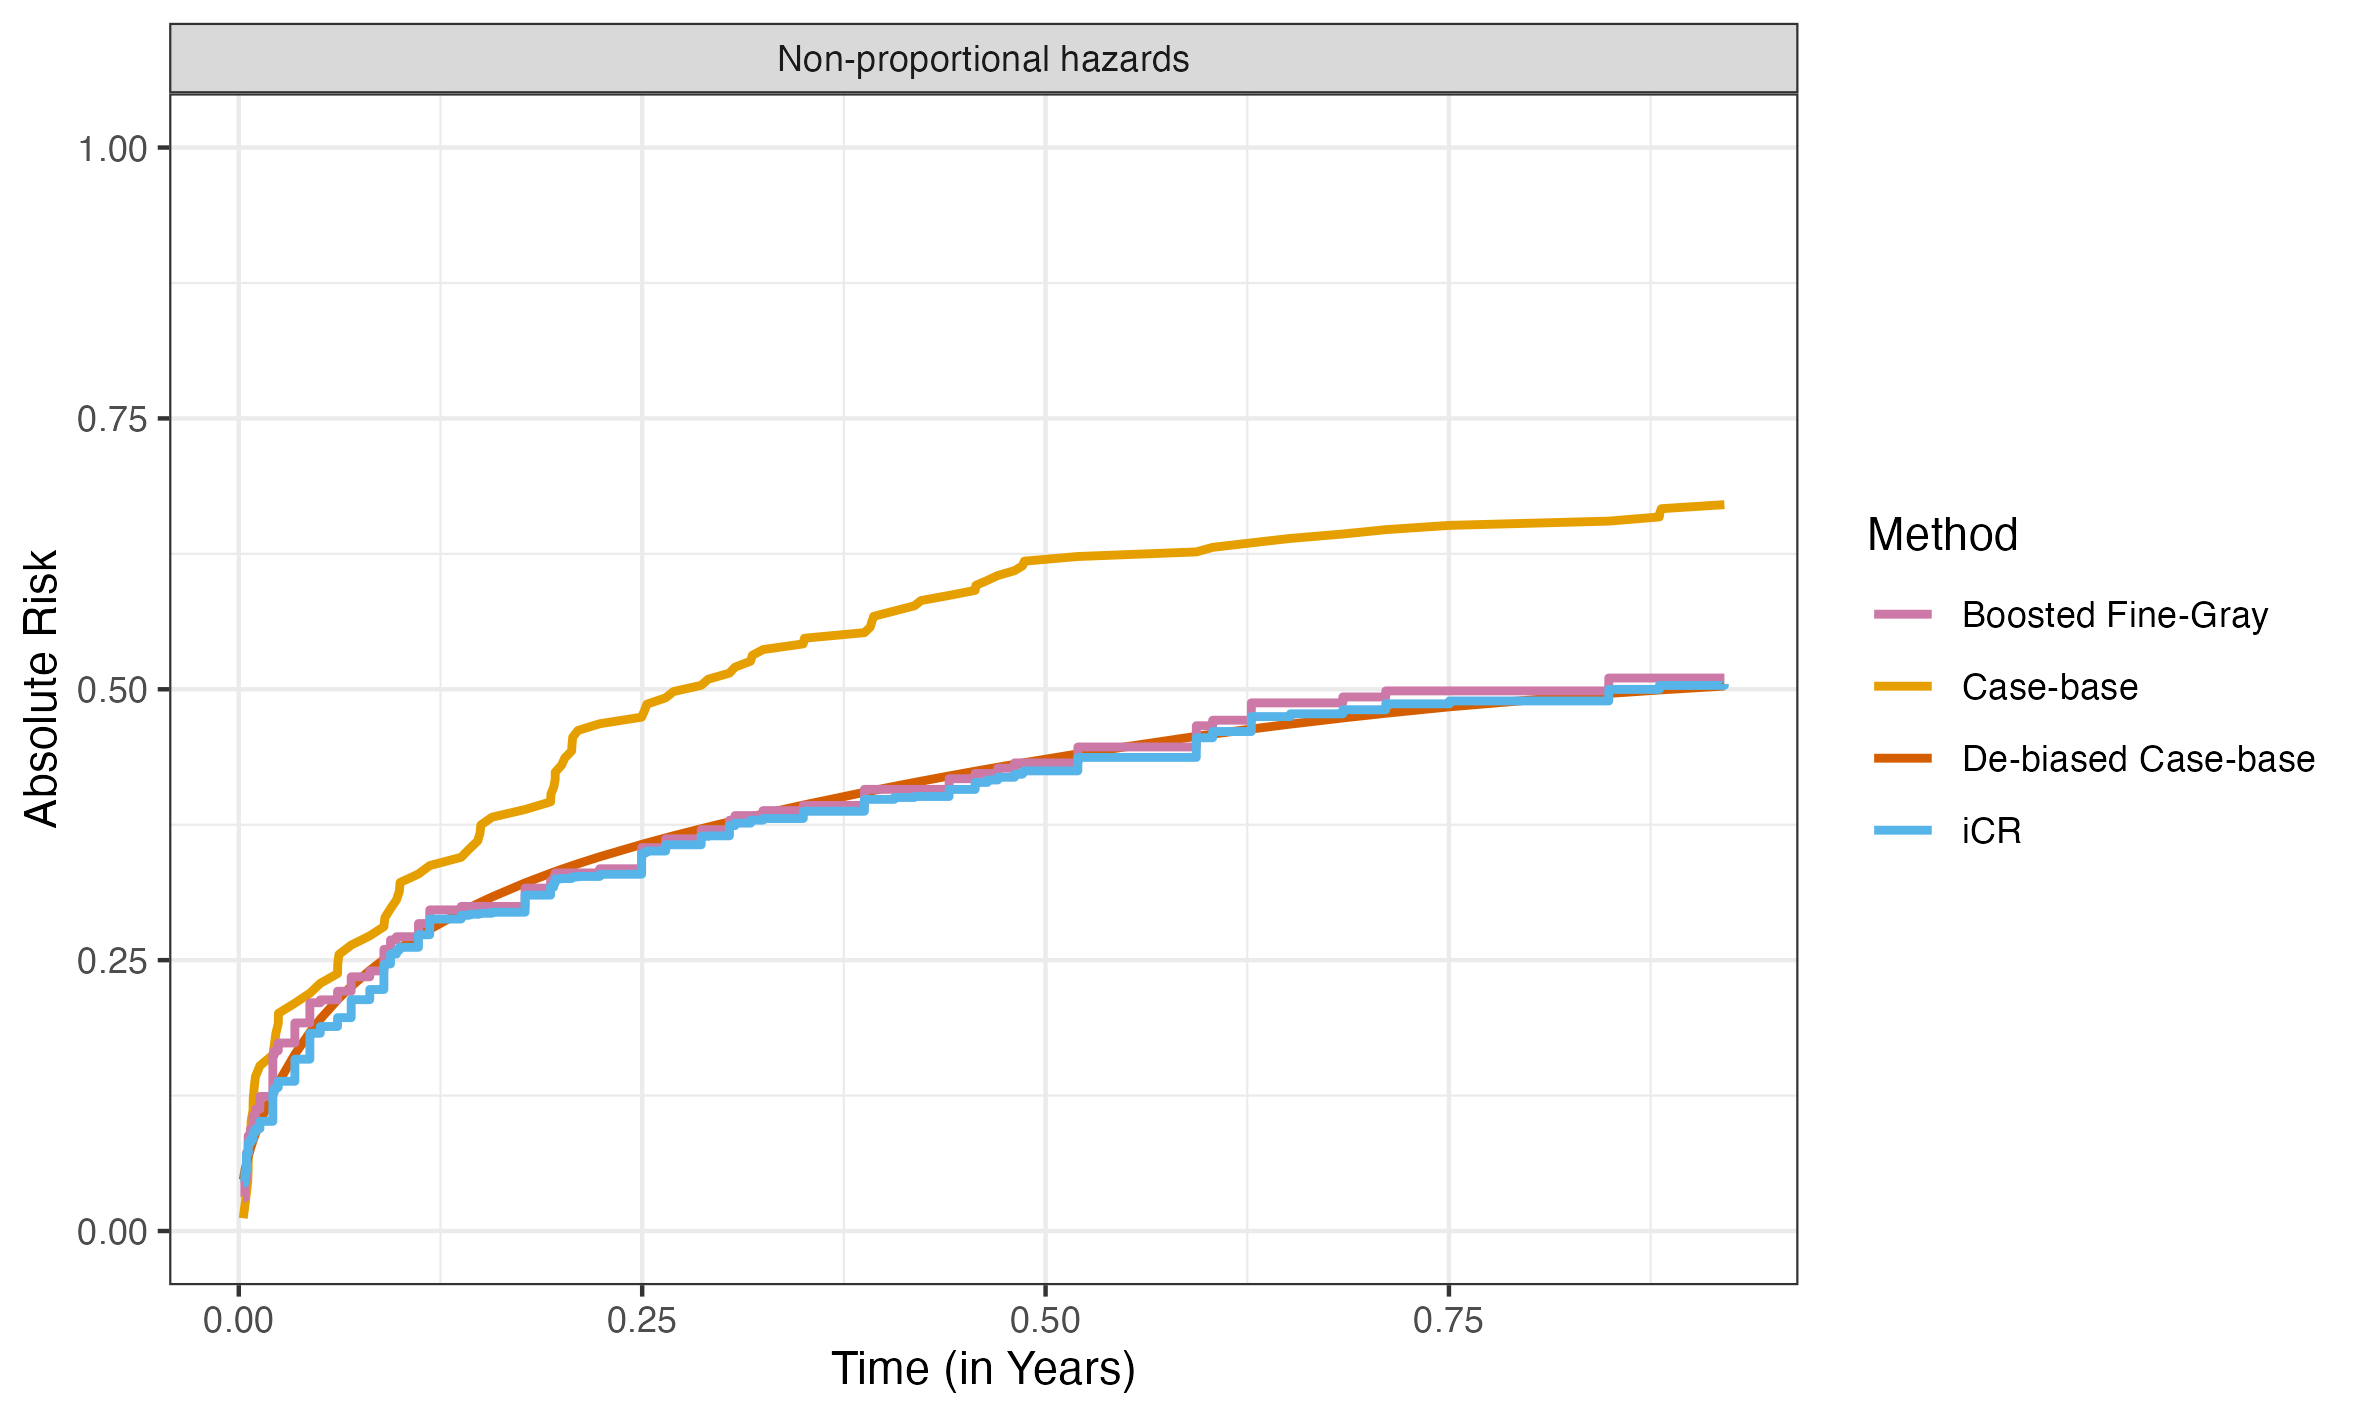 Non-proportional hazards
1.00
0.75
0.50
0.25
0.00
Absolute Risk
0.00 0.25 0.50 0.75
Time (in Years)
Method
Boosted Fine-Gray
Case-base
De-biased Case-base
iCR